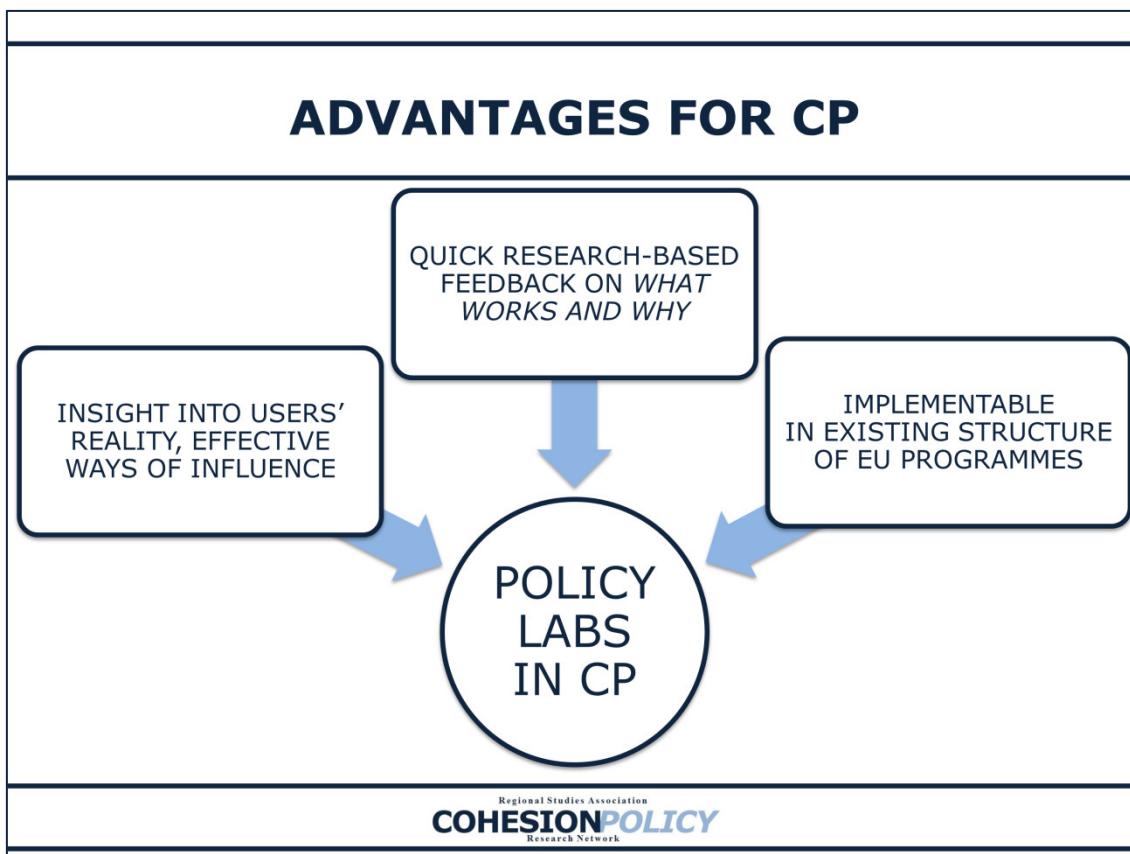 ADVANTAGES FOR CP
QUICK RESEARCH-BASED
FEEDBACK ON WHAT
WORKS AND WHY
INSIGHT INTO USERS’
REALITY, EFFECTIVE
WAYS OF INFLUENCE
IMPLEMENTABLE
IN EXISTING STRUCTURE
OF EU PROGRAMMES
POLICY
LABS
IN CP
Regional Studies Association
COHESIONPOLICY
Research Network